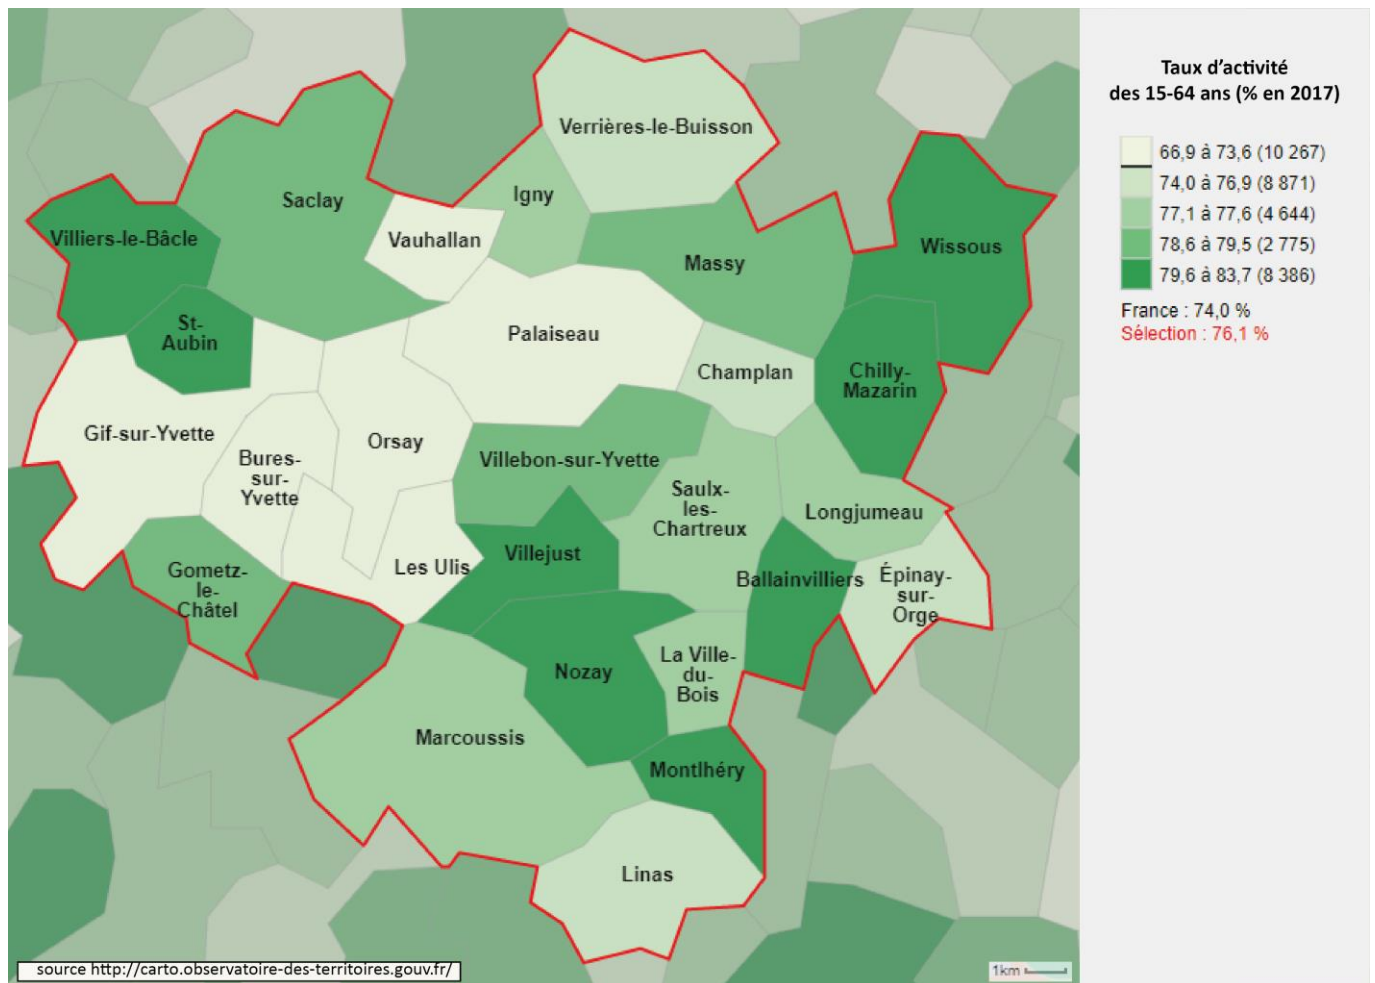 Taux d'activité
des 15-64 ans (% en 2017)
66,9 à 73,6 (10 267)
74,0 à 76,9 (8 871)
77,1 à 77,6 (4 644)
78,6 à 79,5 (2 775)
79,6 à 83,7 (8 386)
France : 74,0 %
Sélection : 76,1 %
Verrières-le-Buisson
Saclay
Igny
Villiers-le-Bâcle
Vauhallan
Massy
Wissous
St-
Aubin
Palaiseau
Champlan
Chilly-
Mazarin
Gif-sur-Yvette
Bures-
sur-
Yvette
Orsay
Villebon-sur-Yvette
Saulx-
les-
Chartreux
Longjumeau
Gometz-
le-
Châtel
Les Ulis
Villejust
Ballainvilliers
Épinay-
sur-
Orge
Nozay
La Ville-
du-
Bois
Marcoussis
Montlhéry
Linas
source http://carto.observatoire-des-territoires.gouv.fr/
1km